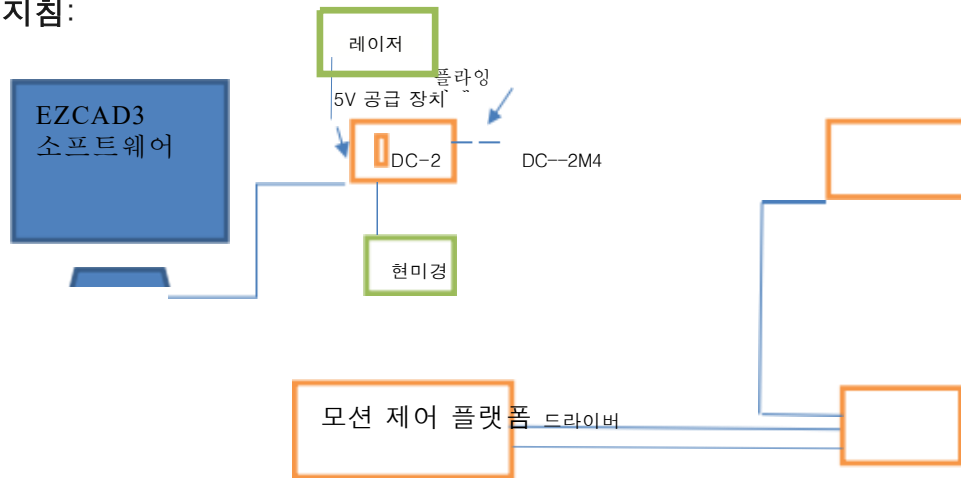 지침:
레이저
플라잉
5V 공급 장치
EZCAD3
소프트웨어
DC-2
DC--2M4
현미경
모션 제어 플랫폼 드라이버